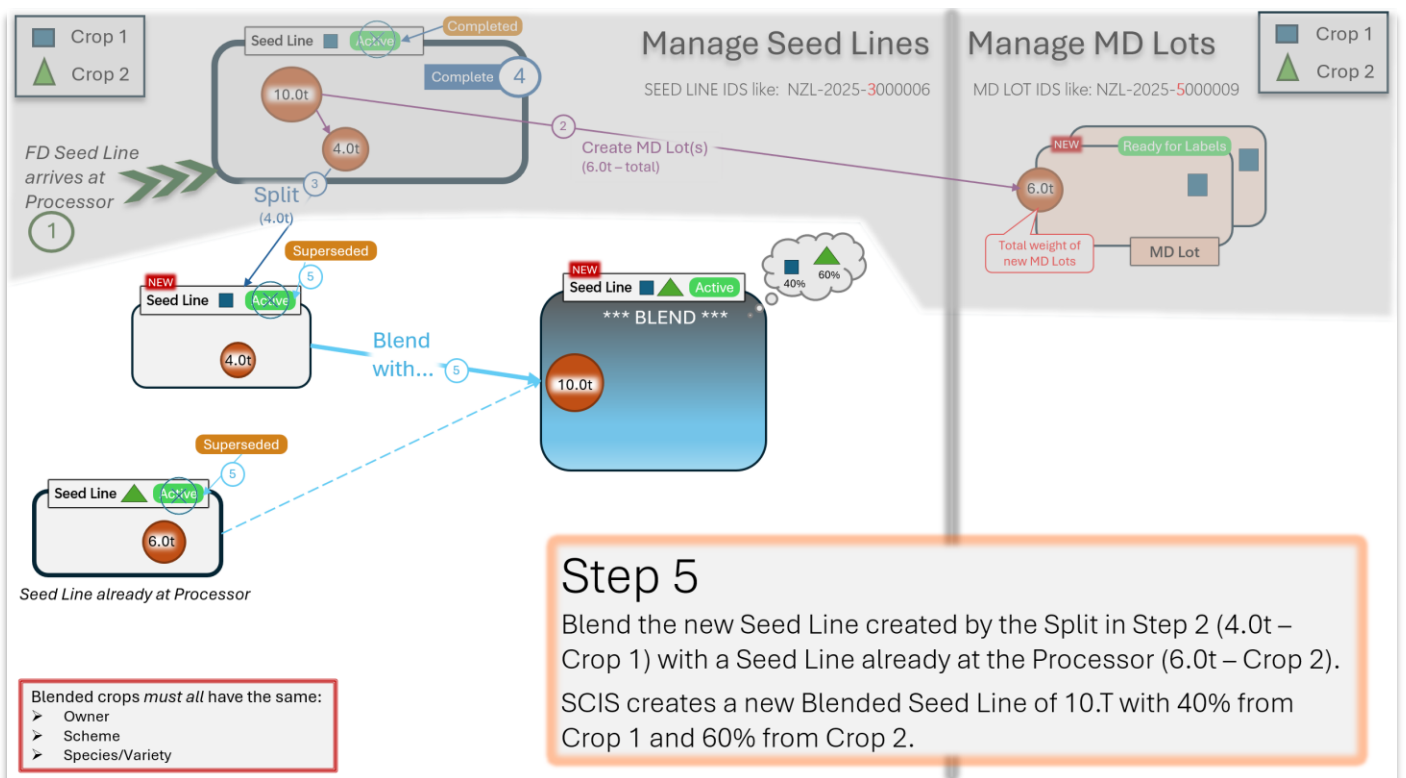 Crop 1
Crop 2
Seed Line
Active
Completed
Complete
4
10.0t
4.0t
Manage Seed Lines
SEED LINE IDS like: NZL-2025-3000006
Manage MD Lots
MD LOT IDS like: NZL-2025-5000009
Crop 1
Crop 2
FD Seed Line
arrives at
Processor
1
2
Create MD Lot(s)
(6.0t – total)
3
Split
(4.0t)
NEW
Ready for Labels
6.0t
Total weight of
new MD Lots
MD Lot
Superseded
5
NEW
Seed Line
Active
4.0t
Blend
with...
5
NEW
Seed Line
Active
*** BLEND ***
10.0t
40%
60%
Superseded
5
Seed Line
Active
6.0t
Seed Line already at Processor
Step 5
Blend the new Seed Line created by the Split in Step 2 (4.0t –
Crop 1) with a Seed Line already at the Processor (6.0t – Crop 2).
SCIS creates a new Blended Seed Line of 10.T with 40% from
Crop 1 and 60% from Crop 2.
Blended crops must all have the same:
Owner
Scheme
Species/Variety